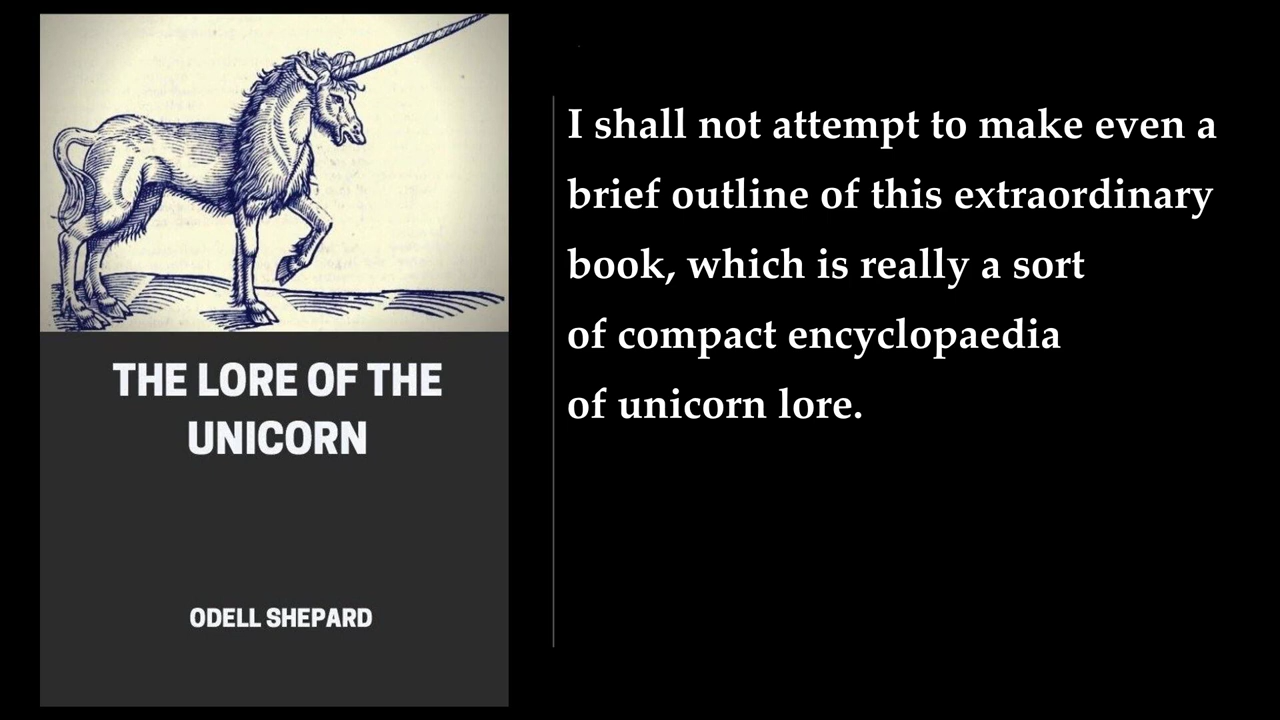 THE LORE OF THE
UNICORN
ODELL SHEPARD
I shall not attempt to make even a
brief outline of this extraordinary
book, which is really a sort
of compact encyclopaedia
of unicorn lore.